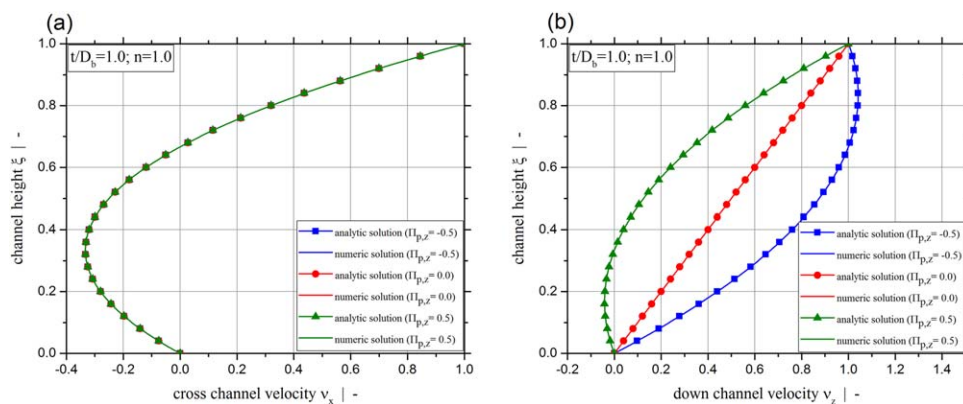 (a)
t/D_b=1.0; n=1.0
channel height ξ | -
1.0
0.8
0.6
0.4
0.2
0.0
-0.4 -0.2 0.0 0.2 0.4 0.6 0.8 1.0
cross channel velocity ν_x | -
analytic solution (Π_p,z= -0.5)
numeric solution (Π_p,z= -0.5)
analytic solution (Π_p,z= 0.0)
numeric solution (Π_p,z= 0.0)
analytic solution (Π_p,z= 0.5)
numeric solution (Π_p,z= 0.5)
(b)
t/D_b=1.0; n=1.0
channel height ξ | -
1.0
0.8
0.6
0.4
0.2
0.0
-0.2 0.0 0.2 0.4 0.6 0.8 1.0 1.2 1.4
down channel velocity ν_z | -
analytic solution (Π_p,z= -0.5)
numeric solution (Π_p,z= -0.5)
analytic solution (Π_p,z= 0.0)
numeric solution (Π_p,z= 0.0)
analytic solution (Π_p,z= 0.5)
numeric solution (Π_p,z= 0.5)